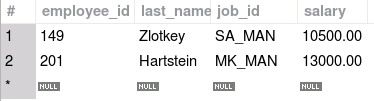 # employee_id last_name job_id salary
1 149 Zlotkey SA_MAN 10500.00
2 201 Hartstein MK_MAN 13000.00
* NULL NULL NULL NULL